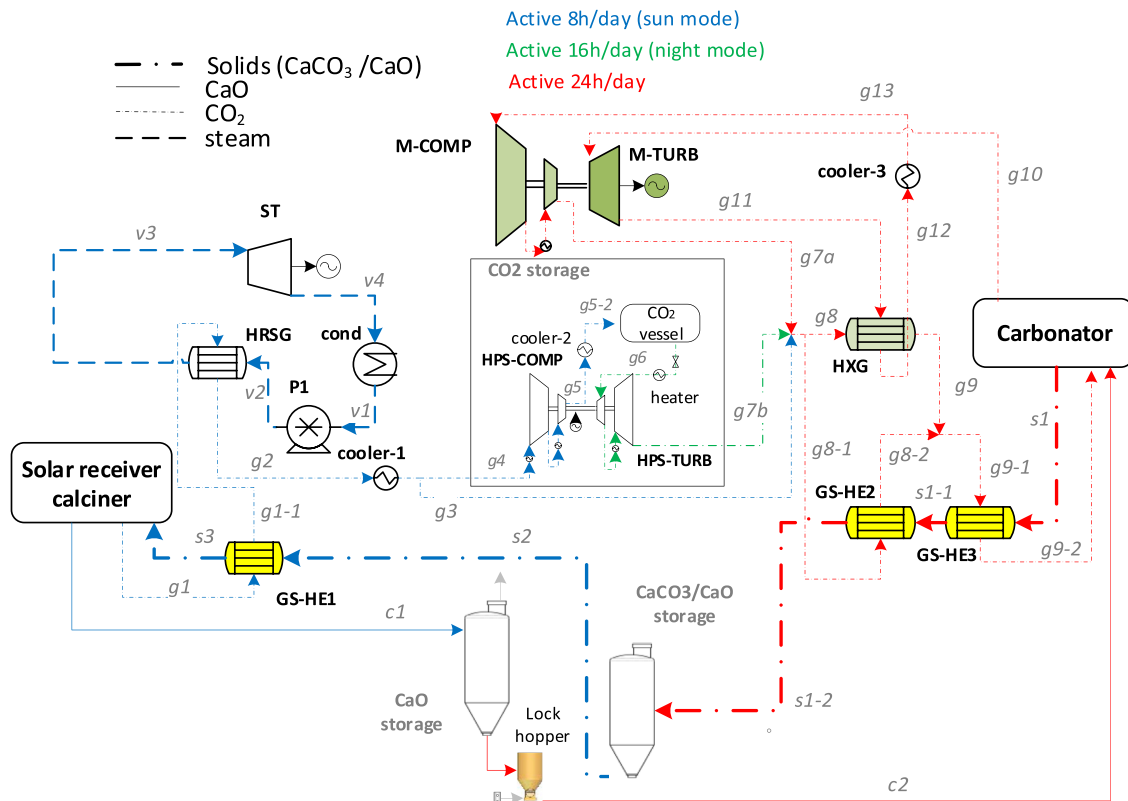 Active 8h/day (sun mode)
Active 16h/day (night mode)
Active 24h/day
Solids (CaCO3 /CaO)
CaO
CO2
steam
g13
M-COMP
M-TURB
cooler-3
g10
g11
g12
ST
v3
v4
CO2 storage
g7a
g5-2
CO2
vessel
g8
Carbonator
HRSG
cond
cooler-2
HPS-COMP
g6
HXG
g5
heater
g9
v2
P1
v1
g7b
s1
cooler-1
g4
HPS-TURB
g8-1
g8-2
Solar receiver
calciner
g2
g3
g9-1
GS-HE2
s1-1
g1-1
s3
s2
g9-2
GS-HE3
g1
GS-HE1
CaCO3/CaO
storage
c1
CaO
storage
s1-2
Lock
hopper
c2